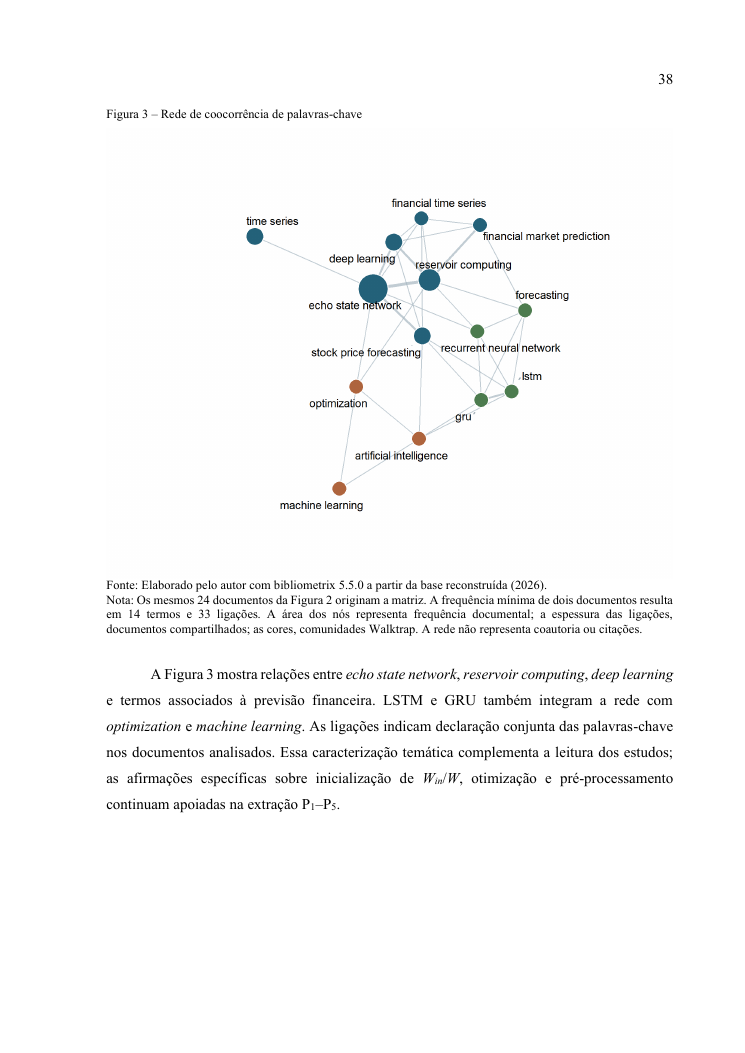 38
Figura 3 – Rede de coocorrência de palavras-chave
financial time series
time series
financial market prediction
deep learning
reservoir computing
forecasting
echo state network
recurrent neural network
stock price forecasting
lstm
optimization
gru
artificial intelligence
machine learning
Fonte: Elaborado pelo autor com bibliometrix 5.5.0 a partir da base reconstruída (2026).
Nota: Os mesmos 24 documentos da Figura 2 originam a matriz. A frequência mínima de dois documentos resulta
em 14 termos e 33 ligações. A área dos nós representa frequência documental; a espessura das ligações,
documentos compartilhados; as cores, comunidades Walktrap. A rede não representa coautoria ou citações.
A Figura 3 mostra relações entre echo state network, reservoir computing, deep learning
e termos associados à previsão financeira. LSTM e GRU também integram a rede com
optimization e machine learning. As ligações indicam declaração conjunta das palavras-chave
nos documentos analisados. Essa caracterização temática complementa a leitura dos estudos;
as afirmações específicas sobre inicialização de Win/W, otimização e pré-processamento
continuam apoiadas na extração P1–P5.